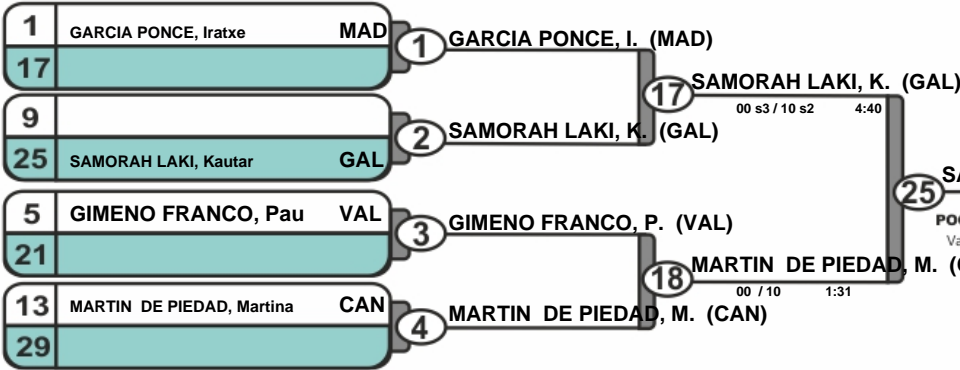 1 GARCIA PONCE, Iratxe MAD
17
1 GARCIA PONCE, I. (MAD)
9
25 SAMORAH LAKI, Kautar GAL
2 SAMORAH LAKI, K. (GAL)
17 SAMORAH LAKI, K. (GAL)
00 s3 / 10 s2 4:40
5 GIMENO FRANCO, Pau VAL
21
3 GIMENO FRANCO, P. (VAL)
13 MARTIN DE PIEDAD, Martina CAN
29
4 MARTIN DE PIEDAD, M. (CAN)
18 MARTIN DE PIEDAD, M.
00 / 10 1:31
25